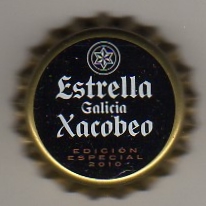 Estrella
Galicia
Xacobeo
EDICIÓN
ESPECIAL
2010